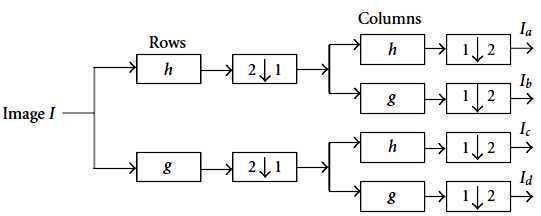 Columns
Rows
Image I
h
2↓1
h
1↓2
I_a
g
1↓2
I_b
g
2↓1
h
1↓2
I_c
g
1↓2
I_d